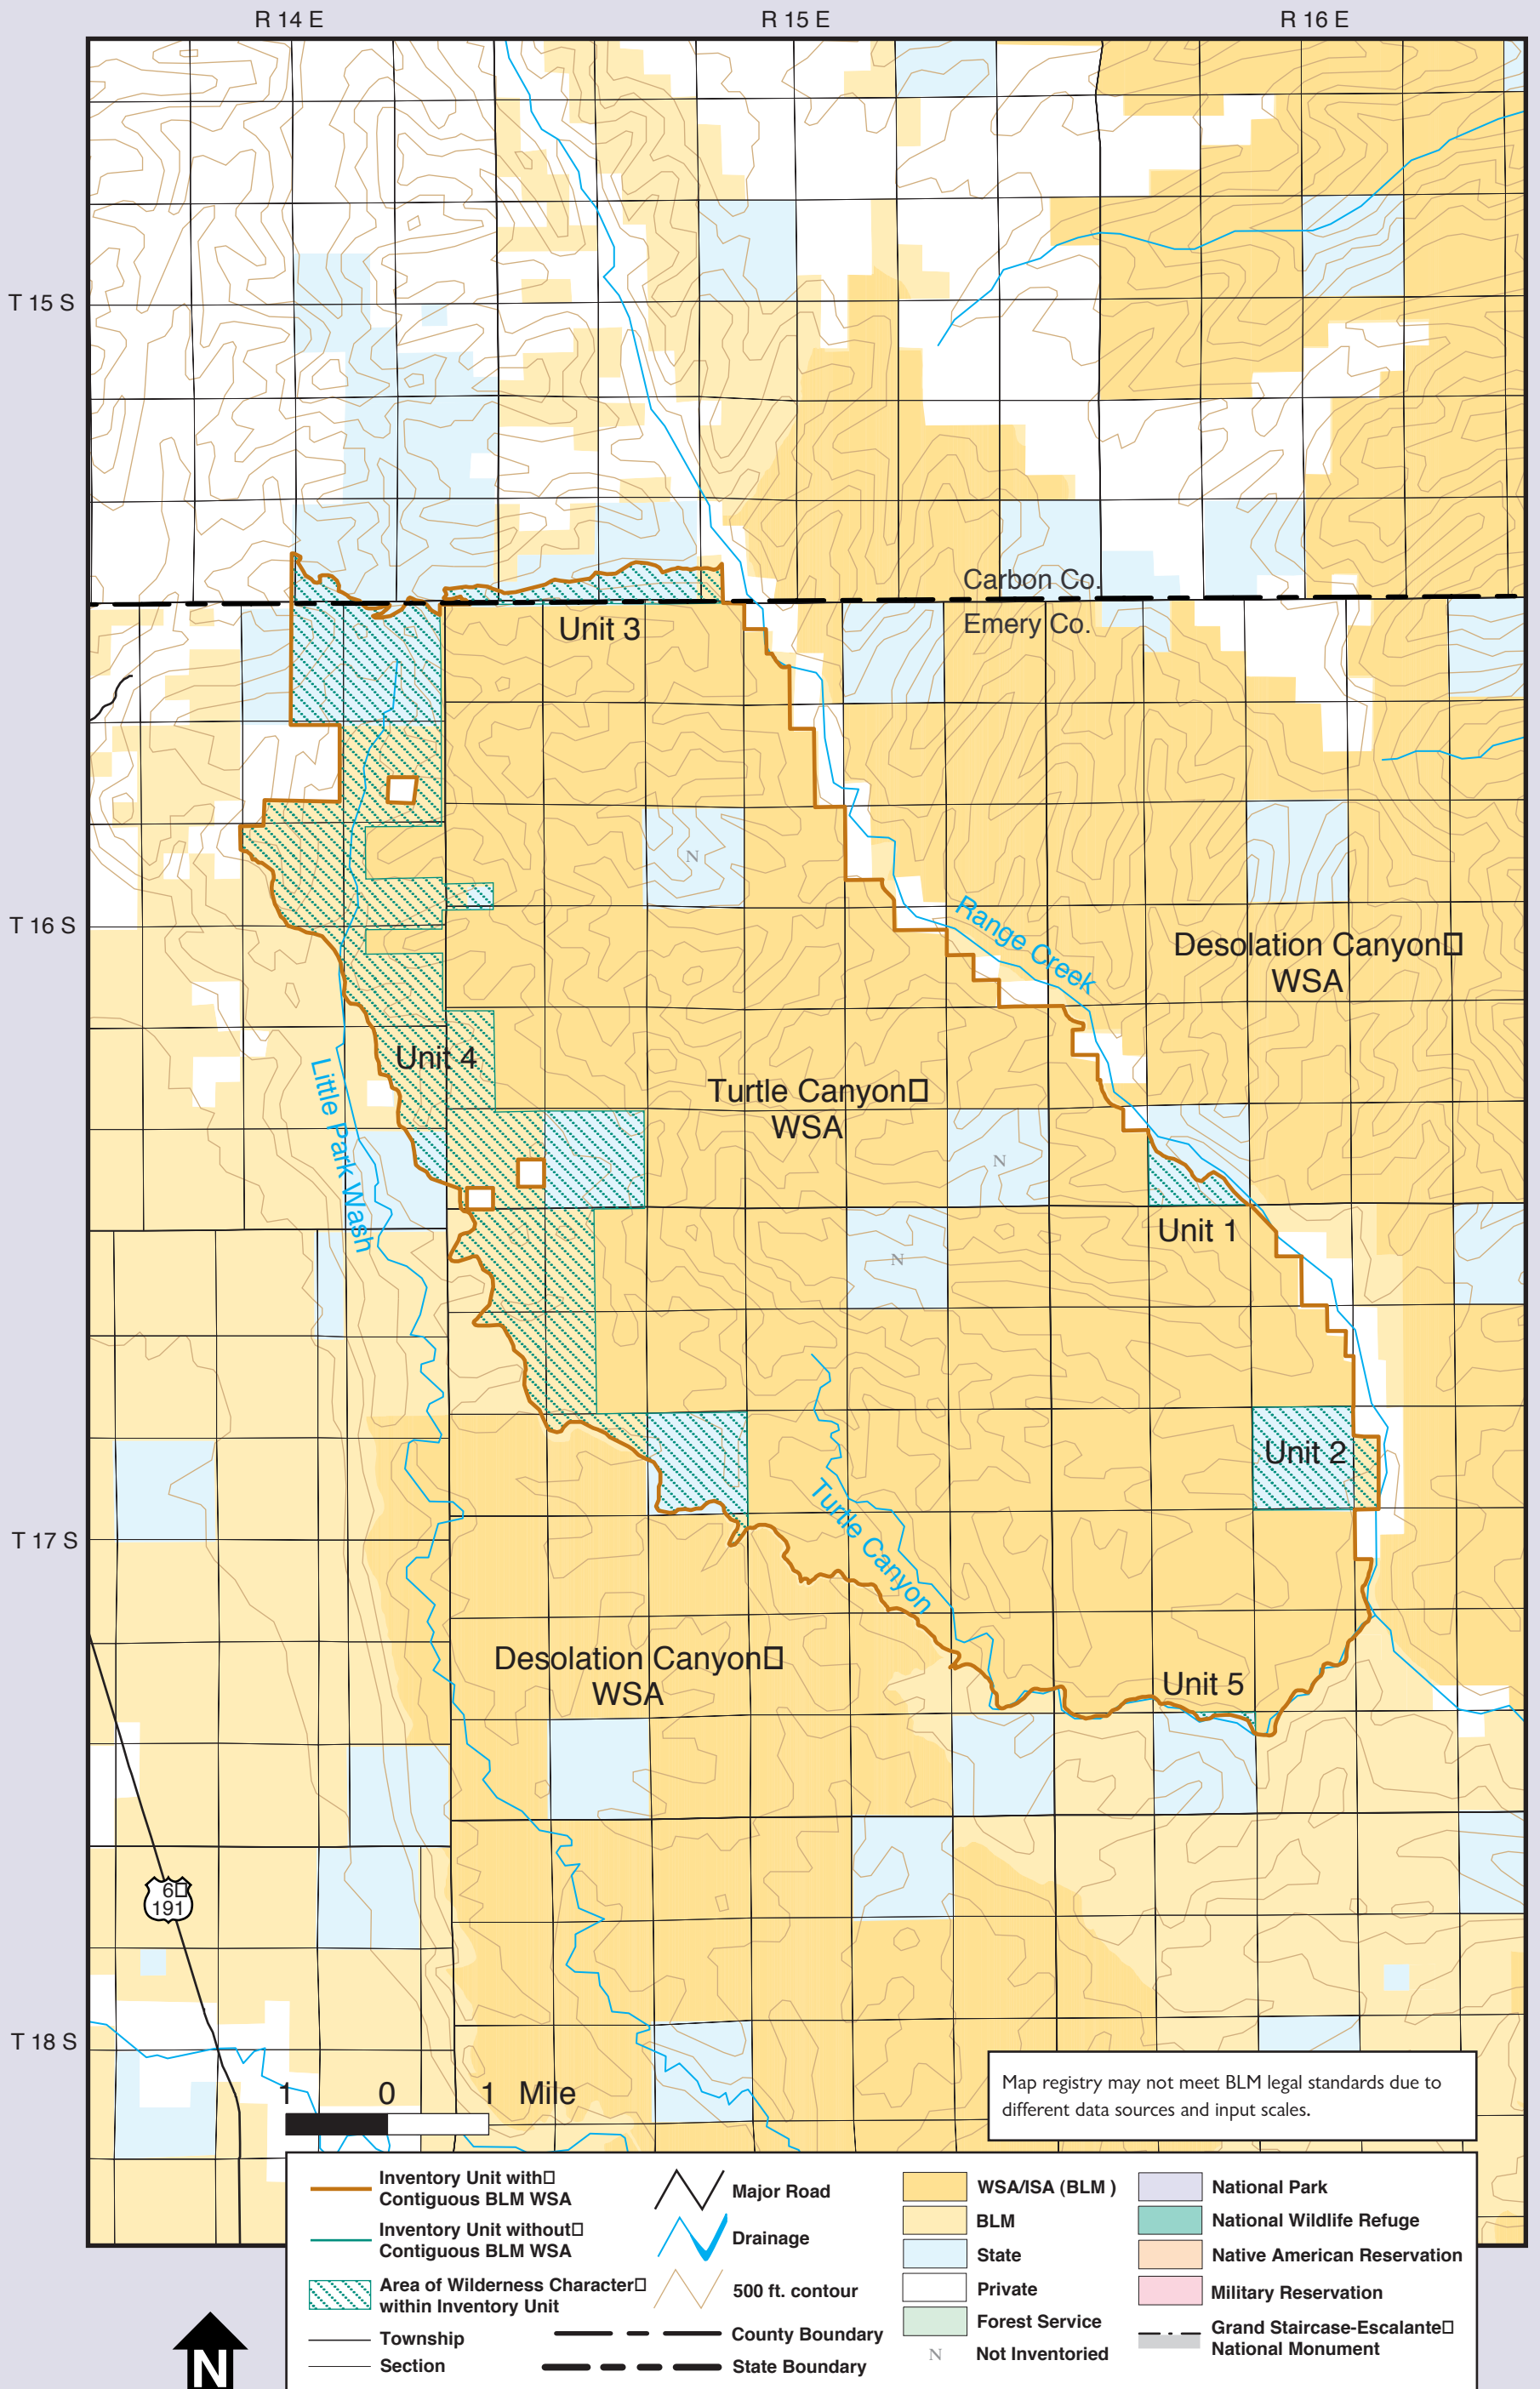 R 14 E
R 15 E
R 16 E
T 15 S
Carbon Co.
Emery Co.
Unit 3
N
T 16 S
Range Creek
Desolation Canyon□
WSA
Unit 4
Little Park Wash
Turtle Canyon□
WSA
N
Unit 1
N
Unit 2
T 17 S
Turtle Canyon
Desolation Canyon□
WSA
Unit 5
6□
191
T 18 S
1 0 1 Mile
Map registry may not meet BLM legal standards due to
different data sources and input scales.
Inventory Unit with□
Contiguous BLM WSA
Inventory Unit without□
Contiguous BLM WSA
Area of Wilderness Character□
within Inventory Unit
Township
Section
Major Road
Drainage
500 ft. contour
County Boundary
State Boundary
WSA/ISA (BLM )
BLM
State
Private
Forest Service
N Not Inventoried
National Park
National Wildlife Refuge
Native American Reservation
Military Reservation
Grand Staircase-Escalante□
National Monument
N